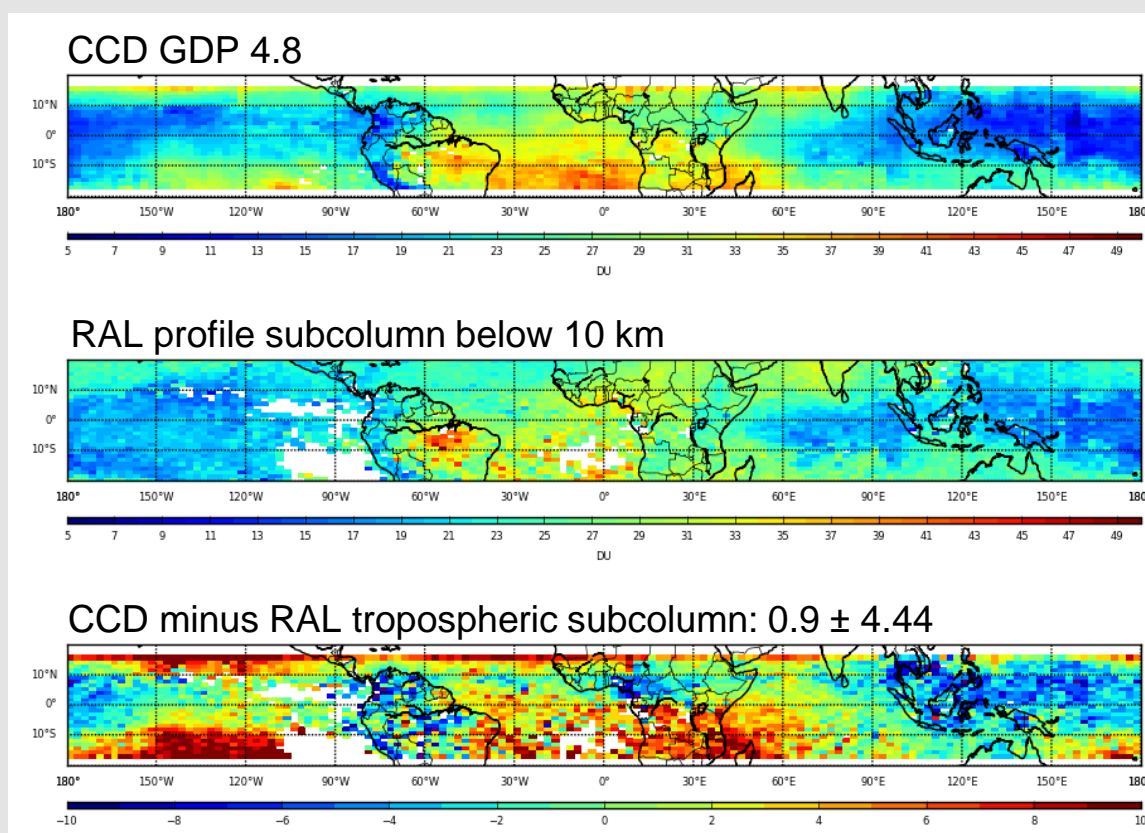 CCD GDP 4.8
10°N
0°
10°S
180° 150°W 120°W 90°W 60°W 30°W 0° 30°E 60°E 90°E 120°E 150°E 180
5 7 9 11 13 15 17 19 21 23 25 27 29 31 33 35 37 39 41 43 45 47 49
DU
RAL profile subcolumn below 10 km
10°N
0°
10°S
180° 150°W 120°W 90°W 60°W 30°W 0° 30°E 60°E 90°E 120°E 150°E 180
5 7 9 11 13 15 17 19 21 23 25 27 29 31 33 35 37 39 41 43 45 47 49
DU
CCD minus RAL tropospheric subcolumn: 0.9 ± 4.44
10°N
0°
10°S
180° 150°W 120°W 90°W 60°W 30°W 0° 30°E 60°E 90°E 120°E 150°E 180
−10 −8 −6 −4 −2 0 2 4 6 8 10